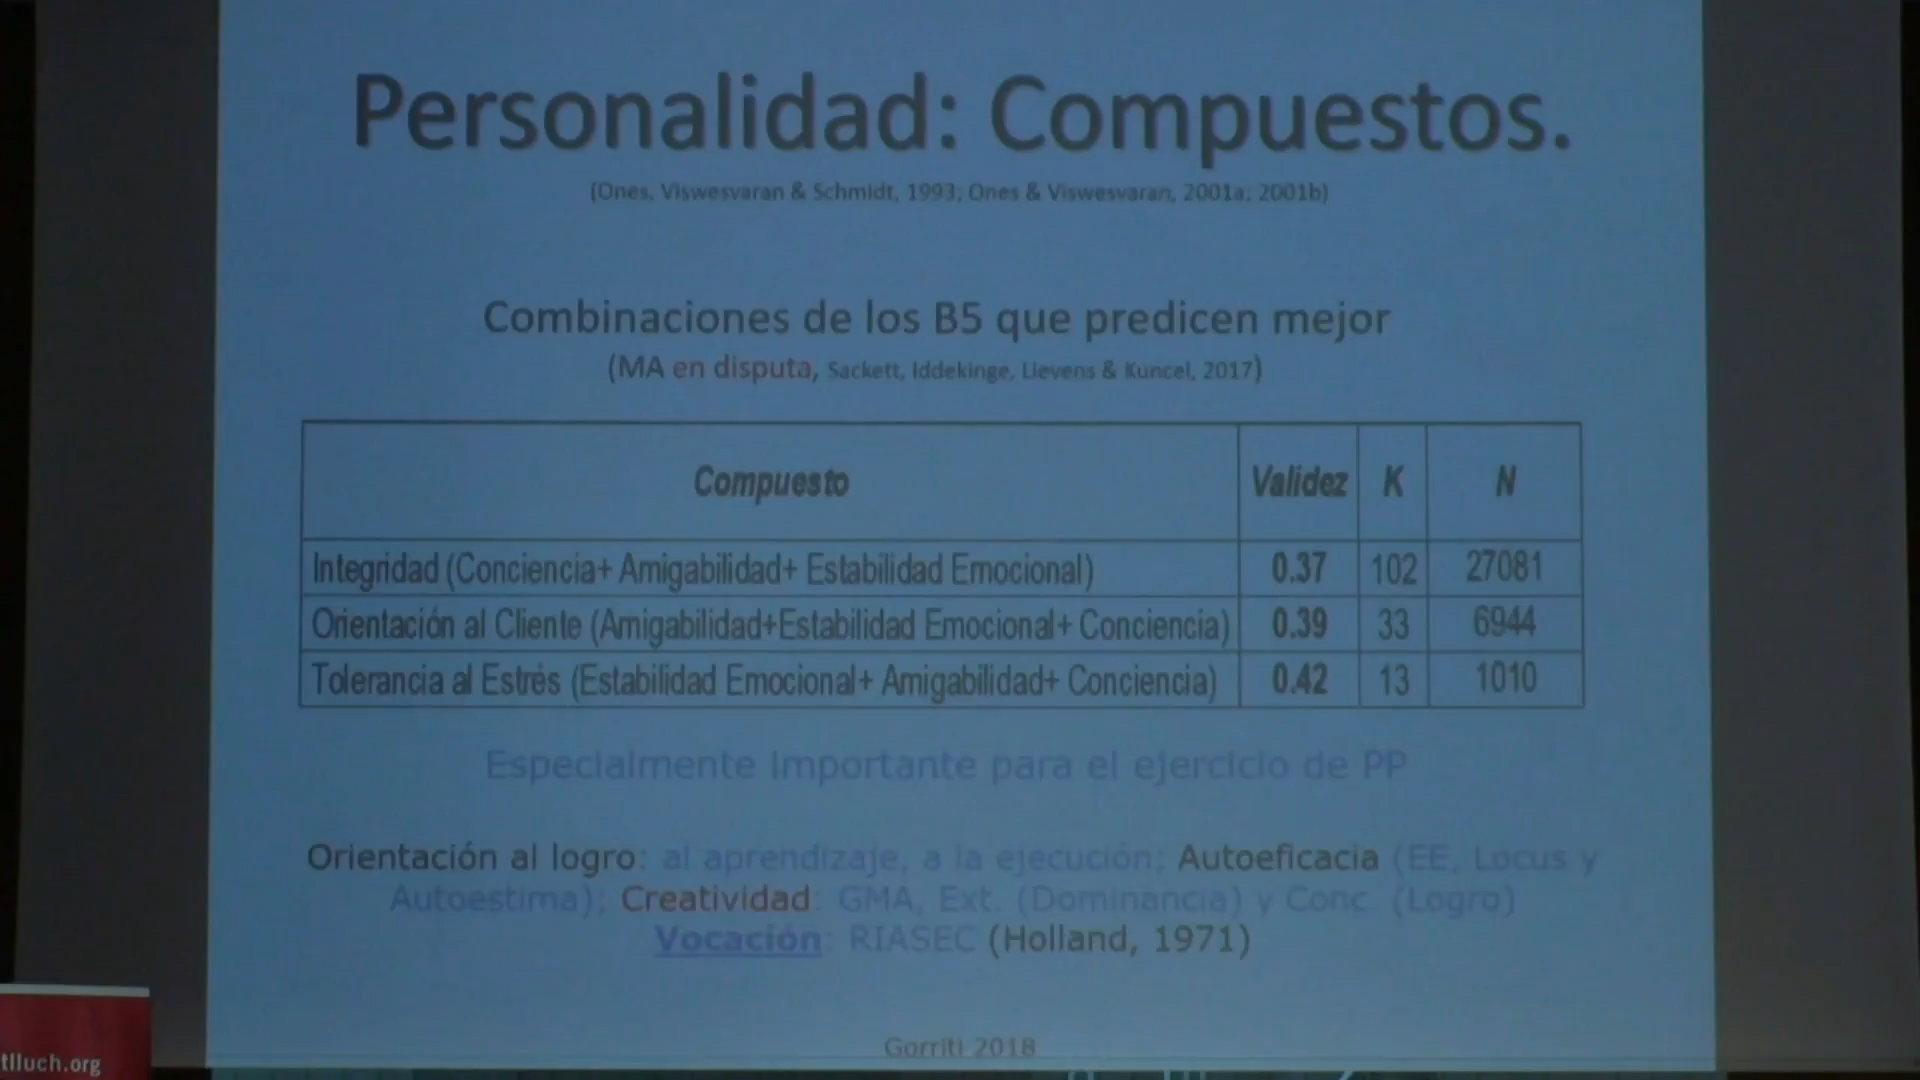 Personalidad: Compuestos.
(Ones, Viswesvaran & Schmidt, 1993; Ones & Viswesvaran, 2001a; 2001b)
Combinaciones de los B5 que predicen mejor
(MA en disputa, Sackett, Iddekinge, Lievens & Kuncel, 2017)
Compuesto Validez K N
Integridad (Conciencia+ Amigabilidad+ Estabilidad Emocional) 0.37 102 27081
Orientación al Cliente (Amigabilidad+Estabilidad Emocional+ Conciencia) 0.39 33 6944
Tolerancia al Estrés (Estabilidad Emocional+ Amigabilidad+ Conciencia) 0.42 13 1010
Especialmente Importante para el ejercicio de PP
Orientación al logro: al aprendizaje, a la ejecución; Autoeficacia (EE, Locus y
Autoestima); Creatividad: GMA, Ext. (Dominancia) y Conc. (Logro)
Vocación: RIASEC (Holland, 1971)
Gorriti 2018
tlluch.org